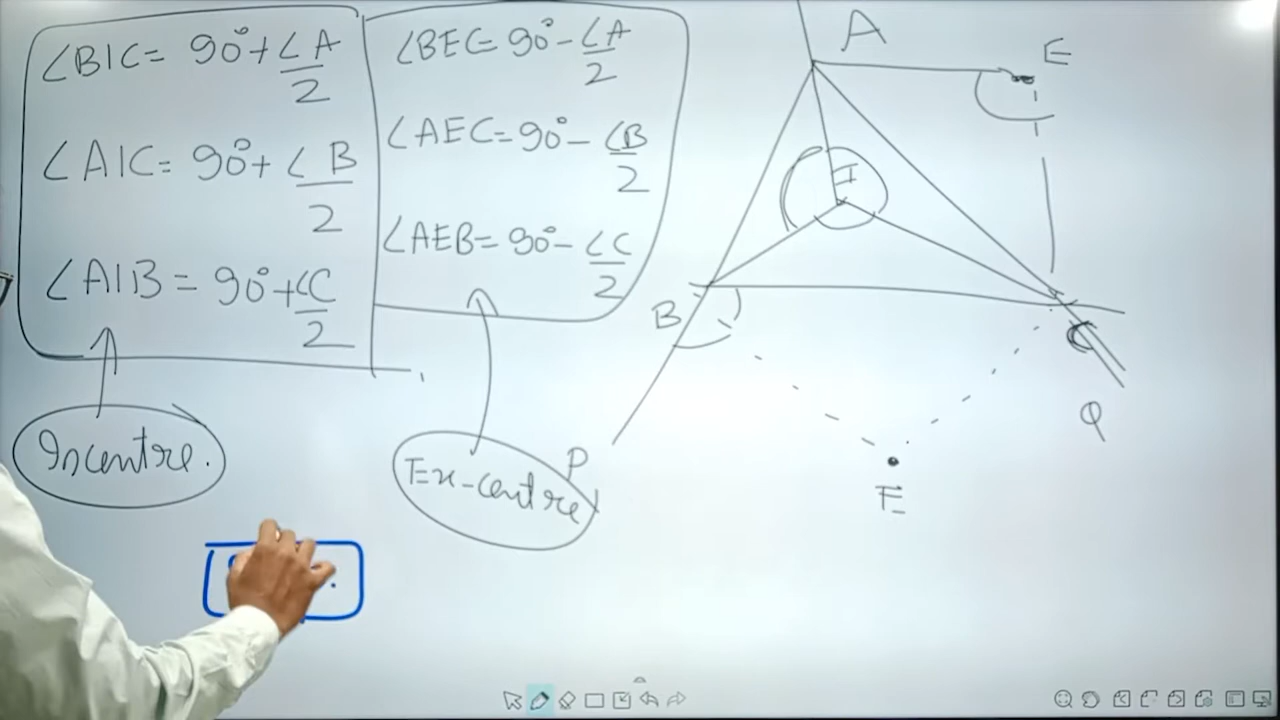 ∠BIC = 90° + ∠A/2
∠AIC = 90° + ∠B/2
∠AIB = 90° + ∠C/2
Incentre.
∠BEC = 90° - ∠A/2
∠AEC = 90° - ∠B/2
∠AEB = 90° - ∠C/2
Ex-centre
A
E
I
B
C
P
Q
E